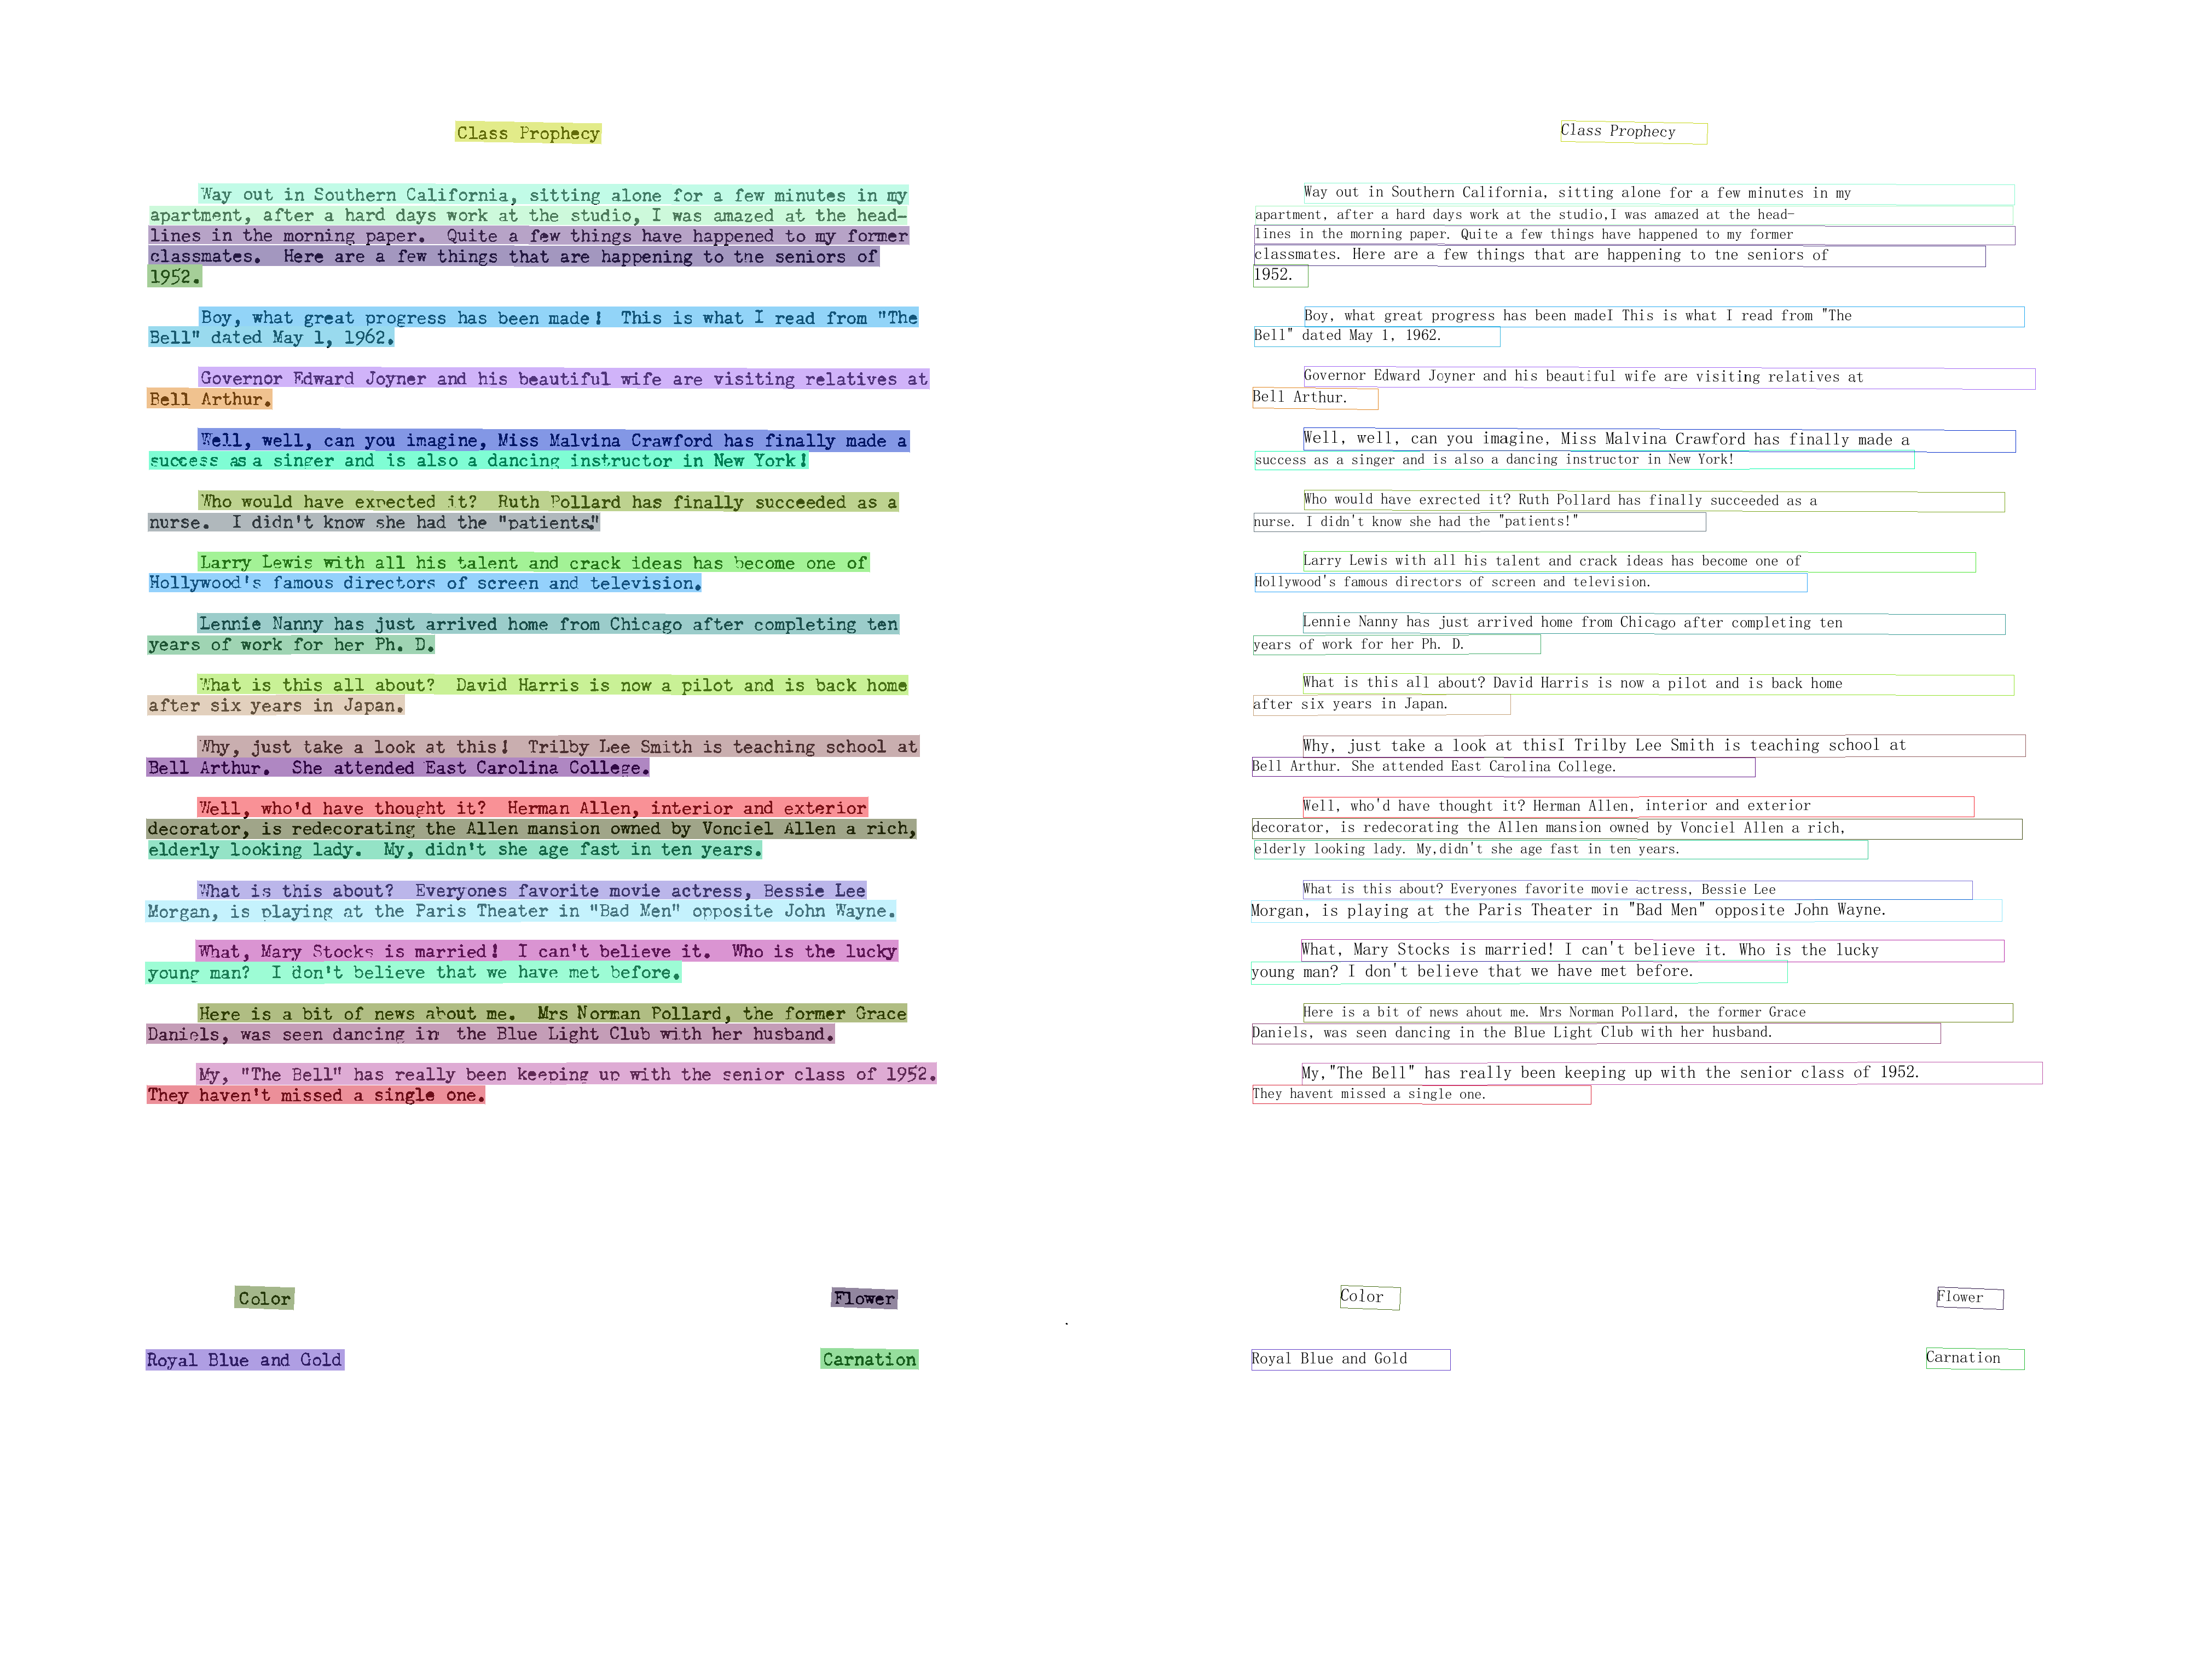 Class Prophecy
Way out in Southern California, sitting alone for a few minutes in my
apartment, after a hard days work at the studio, I was amazed at the head-
lines in the morning paper. Quite a few things have happened to my former
classmates. Here are a few things that are happening to the seniors of
1952.
Boy, what great progress has been made! This is what I read from "The
Bell" dated May 1, 1962.
Governor Edward Joyner and his beautiful wife are visiting relatives at
Bell Arthur.
Well, well, can you imagine, Miss Malvina Crawford has finally made a
success as a singer and is also a dancing instructor in New York!
Who would have expected it? Ruth Pollard has finally succeeded as a
nurse. I didn't know she had the "patients!"
Larry Lewis with all his talent and crack ideas has become one of
Hollywood's famous directors of screen and television.
Lennie Nanny has just arrived home from Chicago after completing ten
years of work for her Ph. D.
What is this all about? David Harris is now a pilot and is back home
after six years in Japan.
Why, just take a look at this! Trilby Lee Smith is teaching school at
Bell Arthur. She attended East Carolina College.
Well, who'd have thought it? Herman Allen, interior and exterior
decorator, is redecorating the Allen mansion owned by Vonciel Allen a rich,
elderly looking lady. My, didn't she age fast in ten years.
What is this about? Everyones favorite movie actress, Bessie Lee
Morgan, is playing at the Paris Theater in "Bad Men" opposite John Wayne.
What, Mary Stocks is married! I can't believe it. Who is the lucky
young man? I don't believe that we have met before.
Here is a bit of news about me. Mrs Norman Pollard, the former Grace
Daniels, was seen dancing in the Blue Light Club with her husband.
My, "The Bell" has really been keeping up with the senior class of 1952.
They haven't missed a single one.
Color
Flower
Royal Blue and Gold
Carnation
Class Prophecy
Way out in Southern California, sitting alone for a few minutes in my
apartment, after a hard days work at the studio,I was amazed at the head-
lines in the morning paper. Quite a few things have happened to my former
classmates. Here are a few things that are happening to tne seniors of
1952.
Boy, what great progress has been madeI This is what I read from "The
Bell" dated May 1, 1962.
Governor Edward Joyner and his beautiful wife are visiting relatives at
Bell Arthur.
Well, well, can you imagine, Miss Malvina Crawford has finally made a
success as a singer and is also a dancing instructor in New York!
Who would have exrected it? Ruth Pollard has finally succeeded as a
nurse. I didn't know she had the "patients!"
Larry Lewis with all his talent and crack ideas has become one of
Hollywood's famous directors of screen and television.
Lennie Nanny has just arrived home from Chicago after completing ten
years of work for her Ph. D.
What is this all about? David Harris is now a pilot and is back home
after six years in Japan.
Why, just take a look at thisI Trilby Lee Smith is teaching school at
Bell Arthur. She attended East Carolina College.
Well, who'd have thought it? Herman Allen, interior and exterior
decorator, is redecorating the Allen mansion owned by Vonciel Allen a rich,
elderly looking lady. My,didn't she age fast in ten years.
What is this about? Everyones favorite movie actress, Bessie Lee
Morgan, is playing at the Paris Theater in "Bad Men" opposite John Wayne.
What, Mary Stocks is married! I can't believe it. Who is the lucky
young man? I don't believe that we have met before.
Here is a bit of news ahout me. Mrs Norman Pollard, the former Grace
Daniels, was seen dancing in the Blue Light Club with her husband.
My,"The Bell" has really been keeping up with the senior class of 1952.
They havent missed a single one.
Color
Flower
Royal Blue and Gold
Carnation